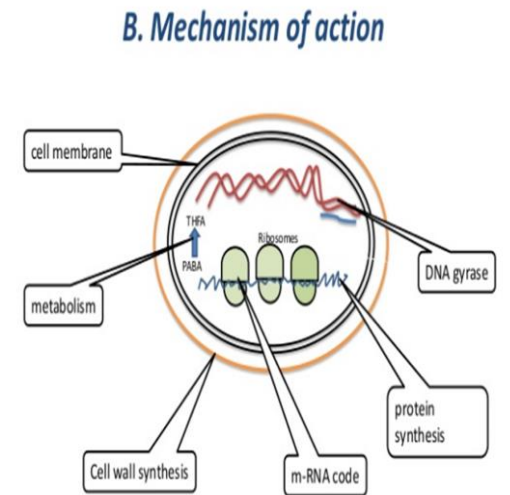 B. Mechanism of action
cell membrane
THFA
Ribosomes
PABA
DNA gyrase
metabolism
protein
synthesis
Cell wall synthesis
m-RNA code